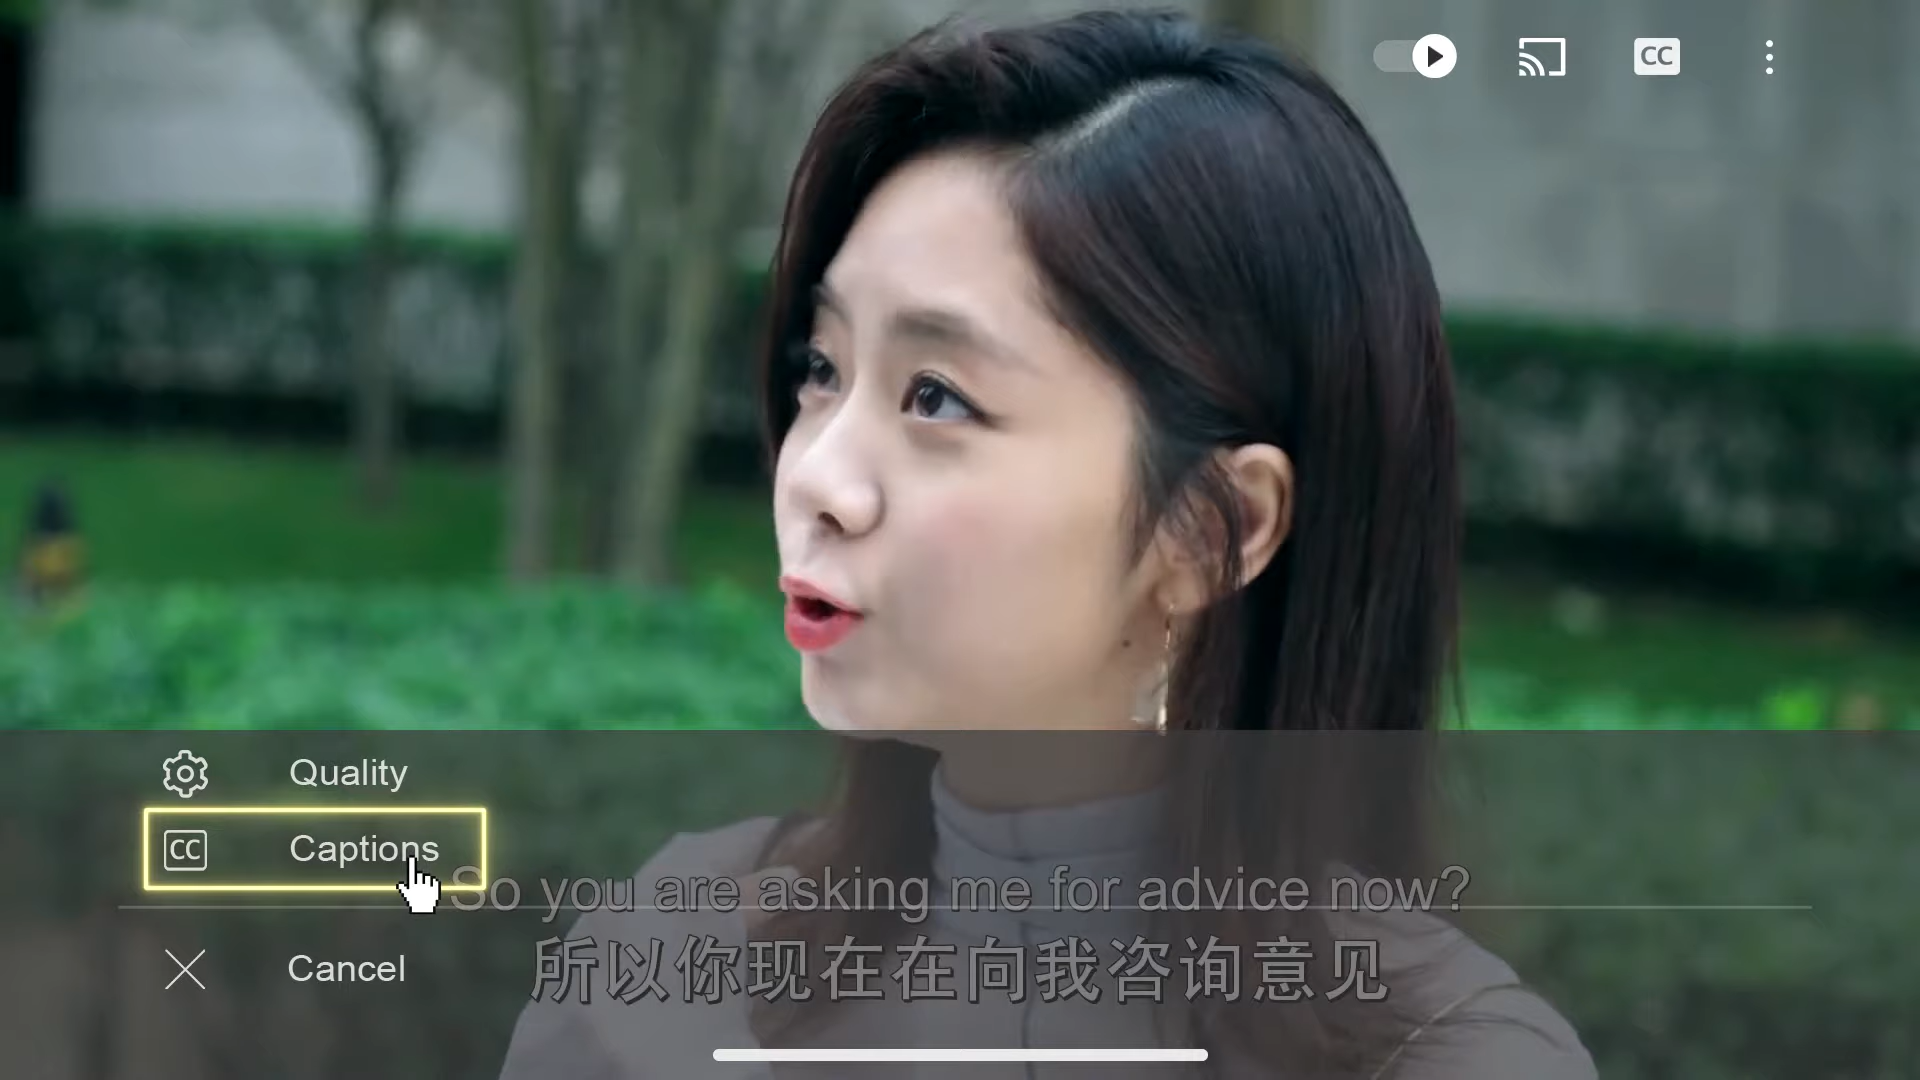 CC
Quality
CC
Captions
So you are asking me for advice now?
所以你现在在向我咨询意见
Cancel